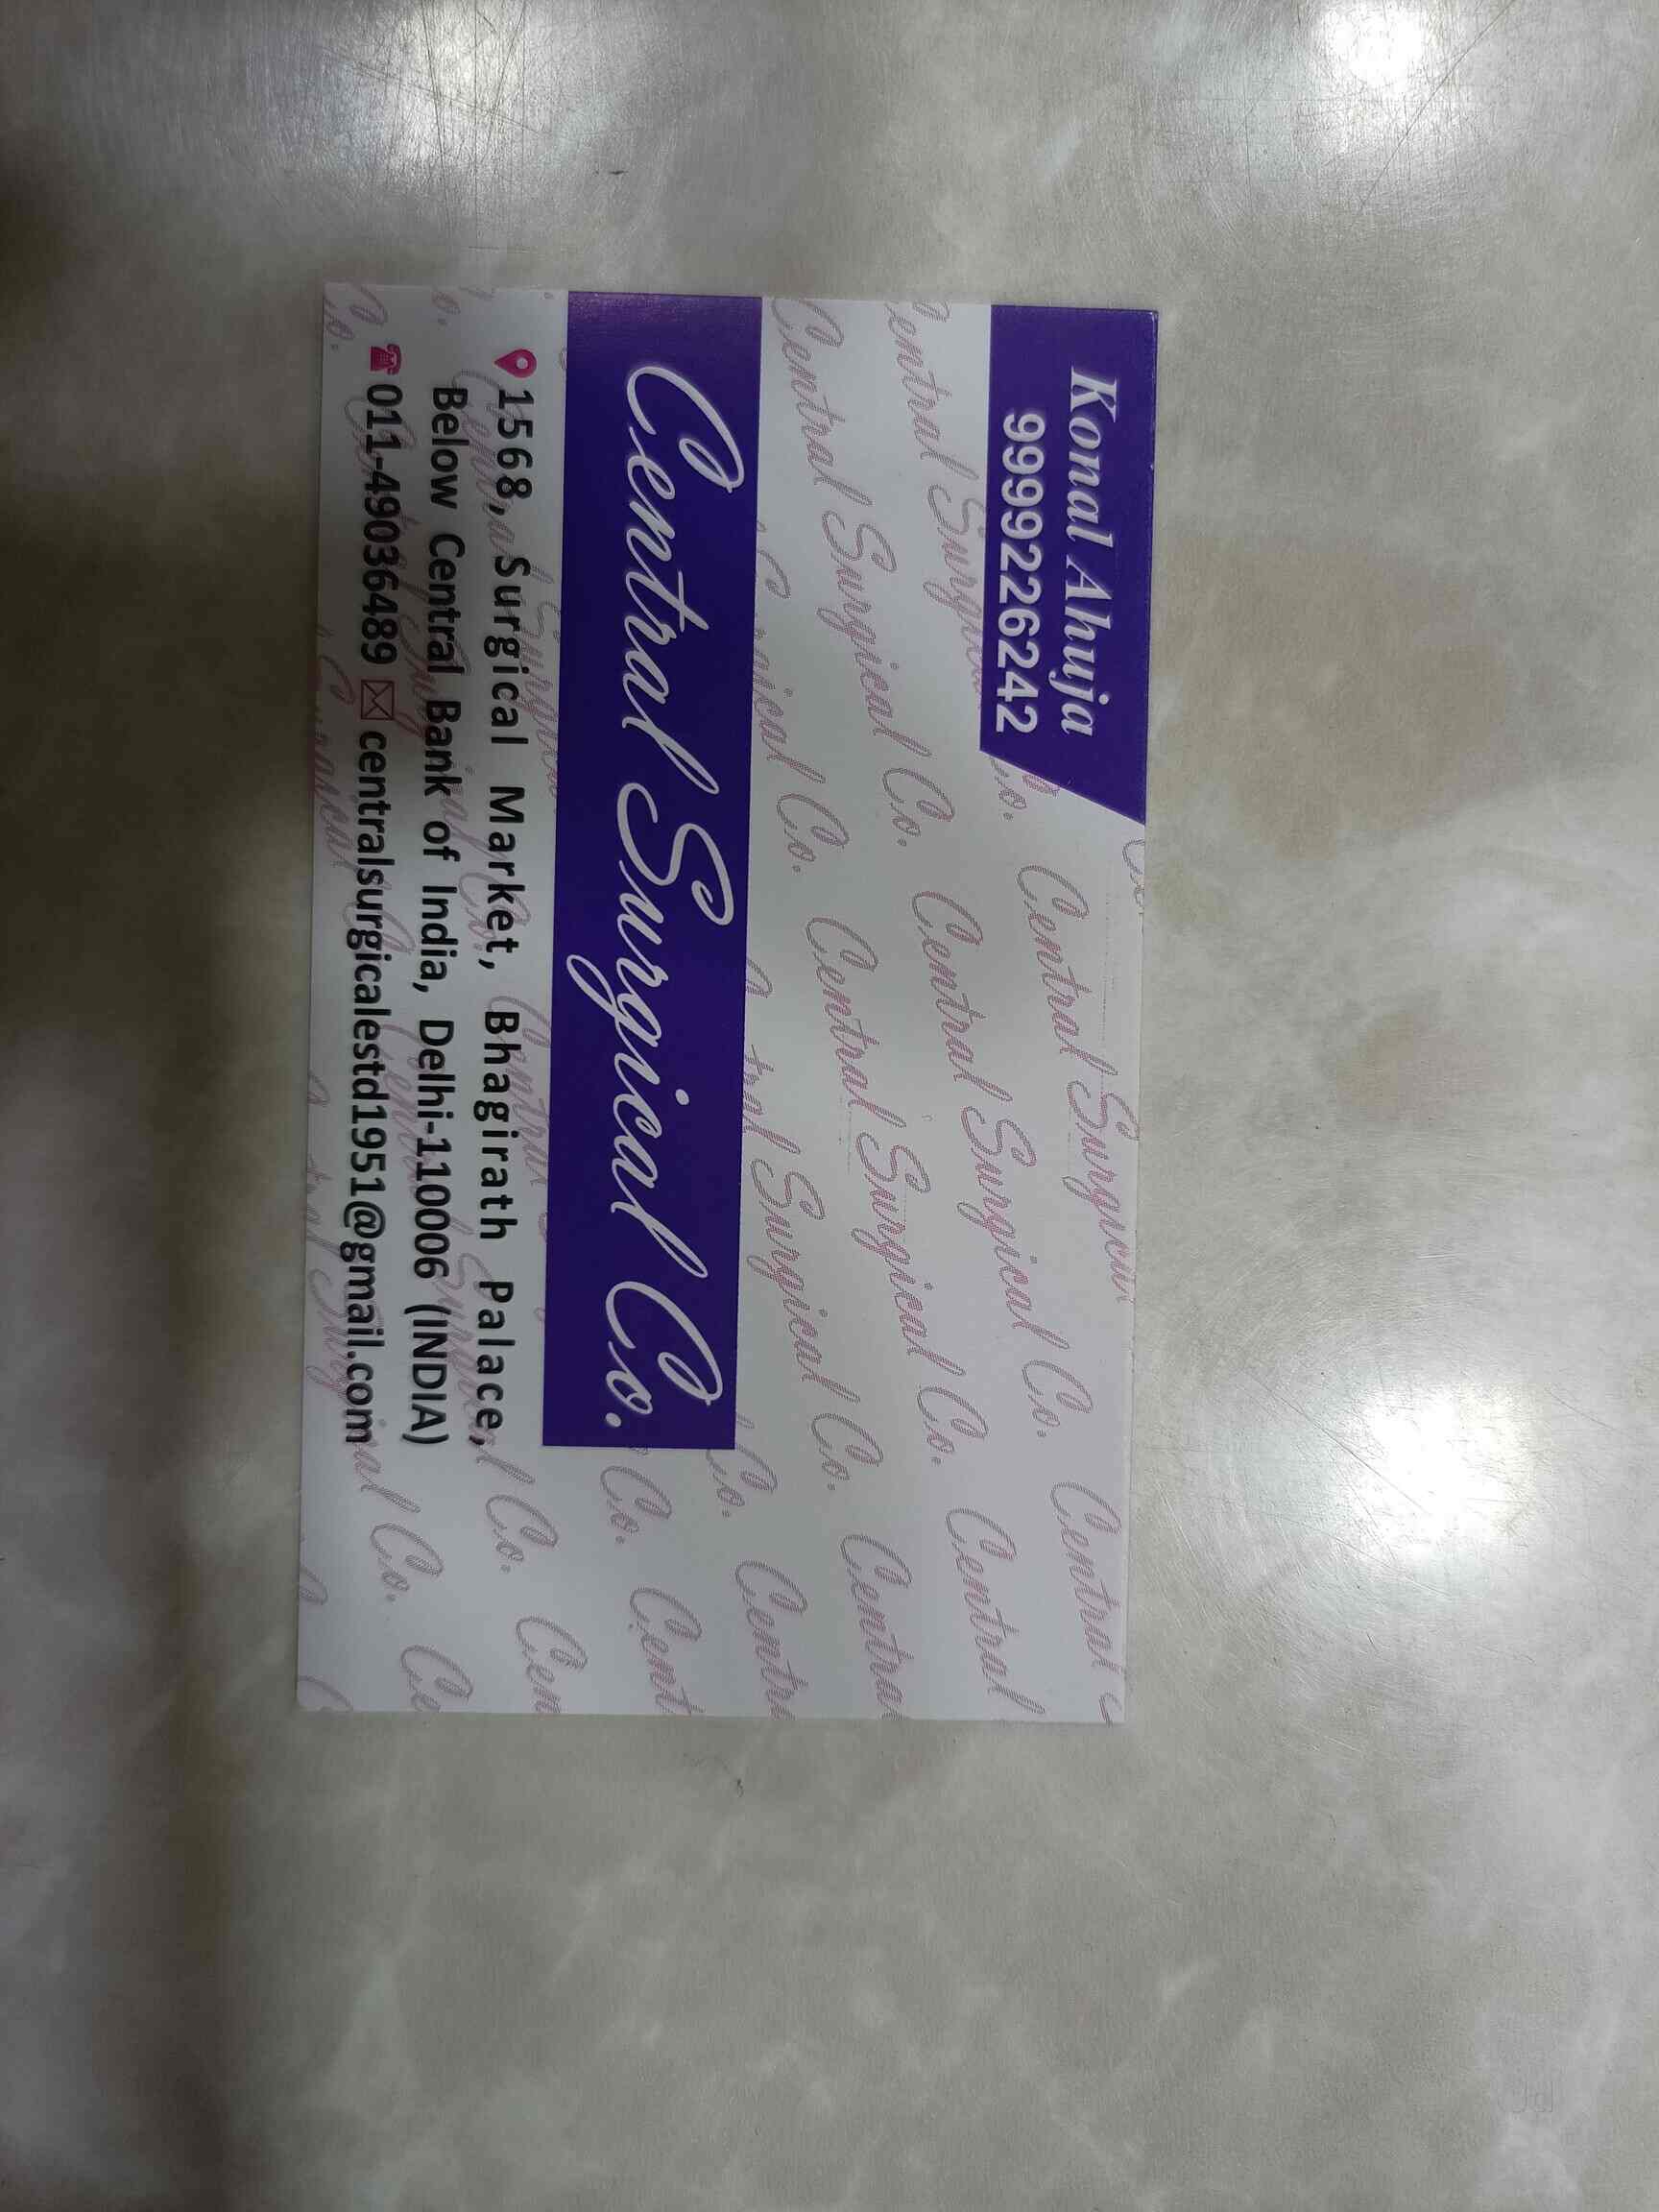 Konal Ahuja
9999226242
Central Surgical Co.
1568, Surgical Market, Bhagirath Palace,
Below Central Bank of India, Delhi-110006 (INDIA)
011-49036489 centralsurgicalestd1951@gmail.com